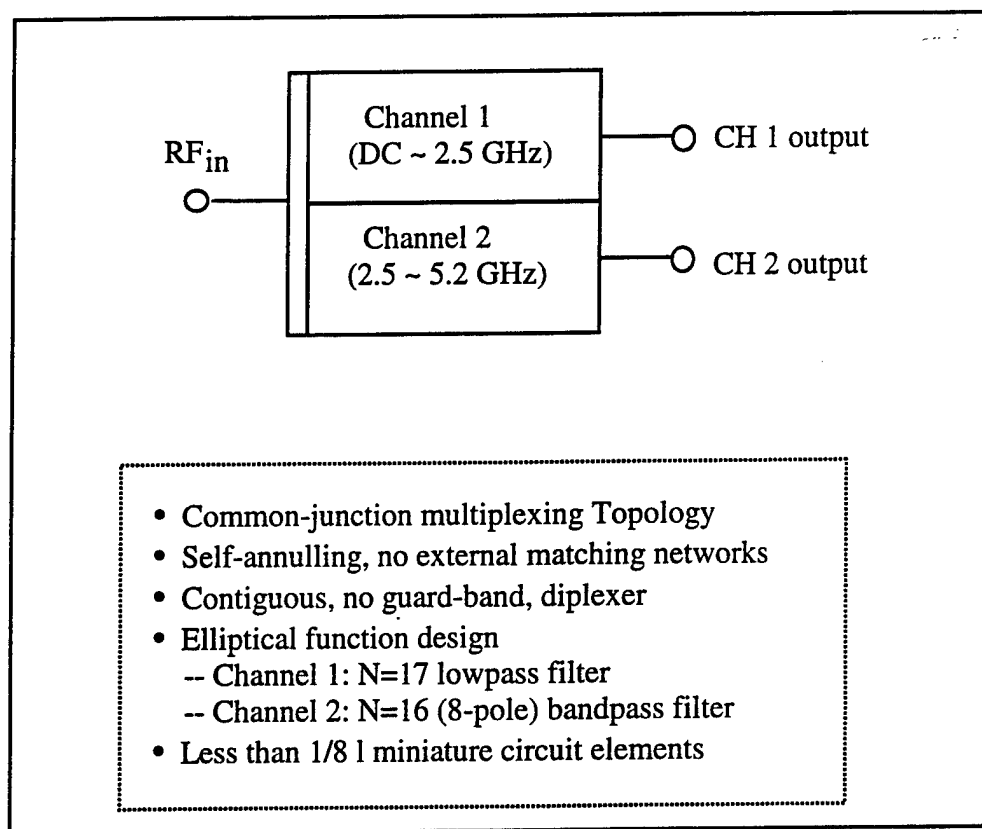 Channel 1
(DC ~ 2.5 GHz)
RFin
CH 1 output
Channel 2
(2.5 ~ 5.2 GHz)
CH 2 output
• Common-junction multiplexing Topology
• Self-annulling, no external matching networks
• Contiguous, no guard-band, diplexer
• Elliptical function design
-- Channel 1: N=17 lowpass filter
-- Channel 2: N=16 (8-pole) bandpass filter
• Less than 1/8 l miniature circuit elements